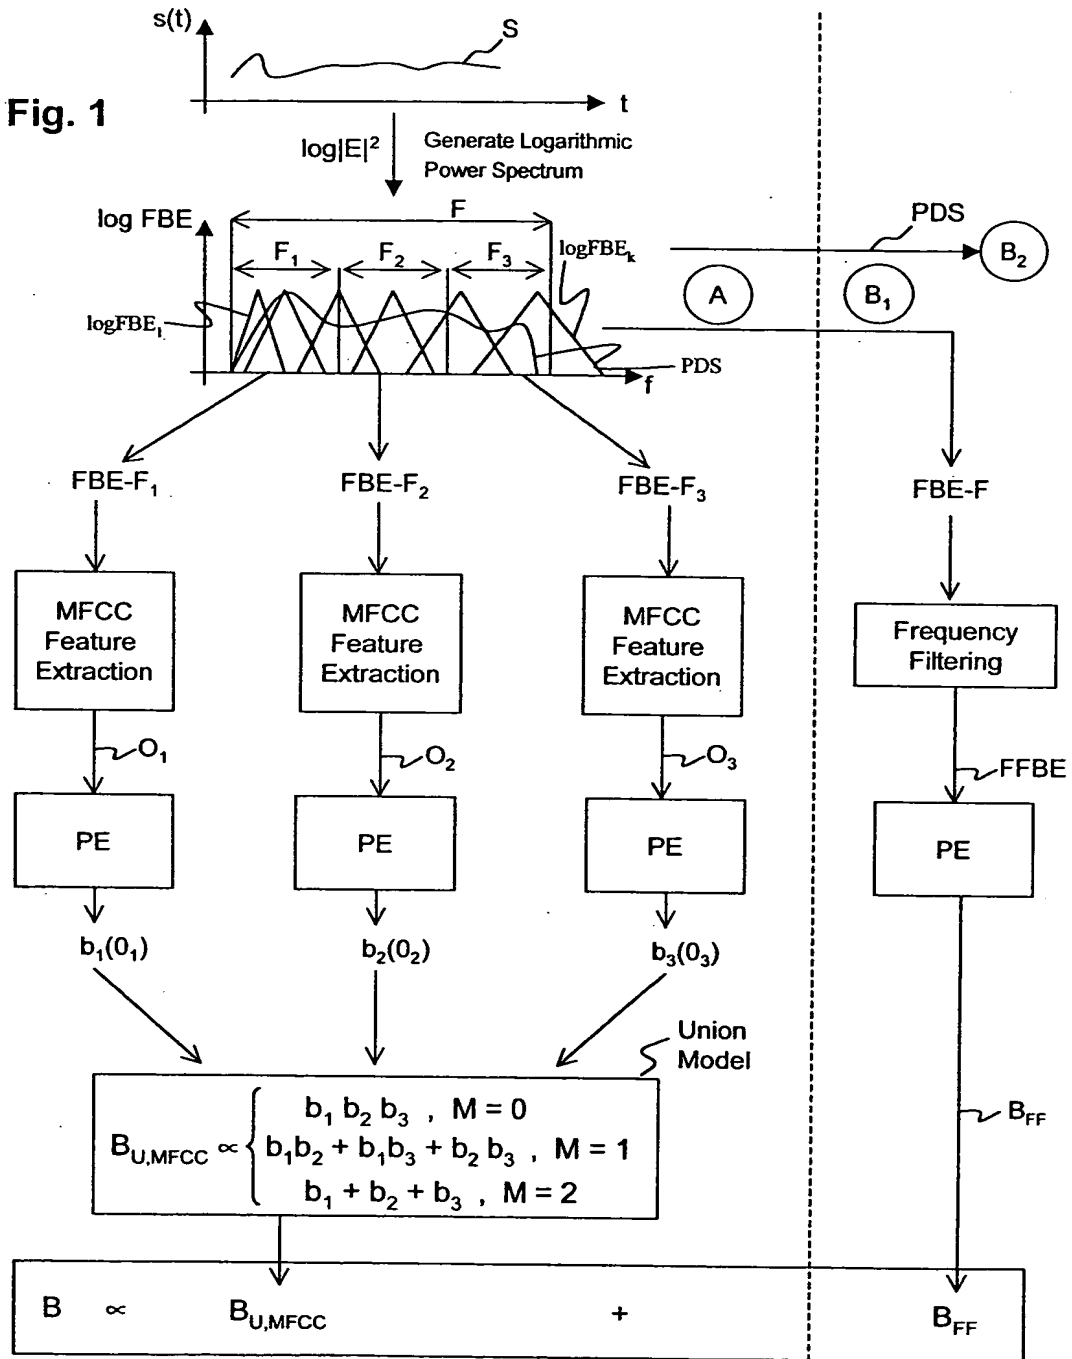 s(t)
S
t
Fig. 1
log|E|²
Generate Logarithmic
Power Spectrum
log FBE
F
F₁
F₂
F₃
logFBEₖ
logFBE₁
PDS
f
PDS
B₂
A
B₁
FBE-F₁
FBE-F₂
FBE-F₃
FBE-F
MFCC
Feature
Extraction
MFCC
Feature
Extraction
MFCC
Feature
Extraction
Frequency
Filtering
O₁
O₂
O₃
FFBE
PE
PE
PE
PE
b₁(0₁)
b₂(0₂)
b₃(0₃)
Union
Model
b₁ b₂ b₃ , M = 0
B_U,MFCC ∝ { b₁b₂ + b₁b₃ + b₂ b₃ , M = 1
b₁ + b₂ + b₃ , M = 2
B_FF
B ∝ B_U,MFCC + B_FF